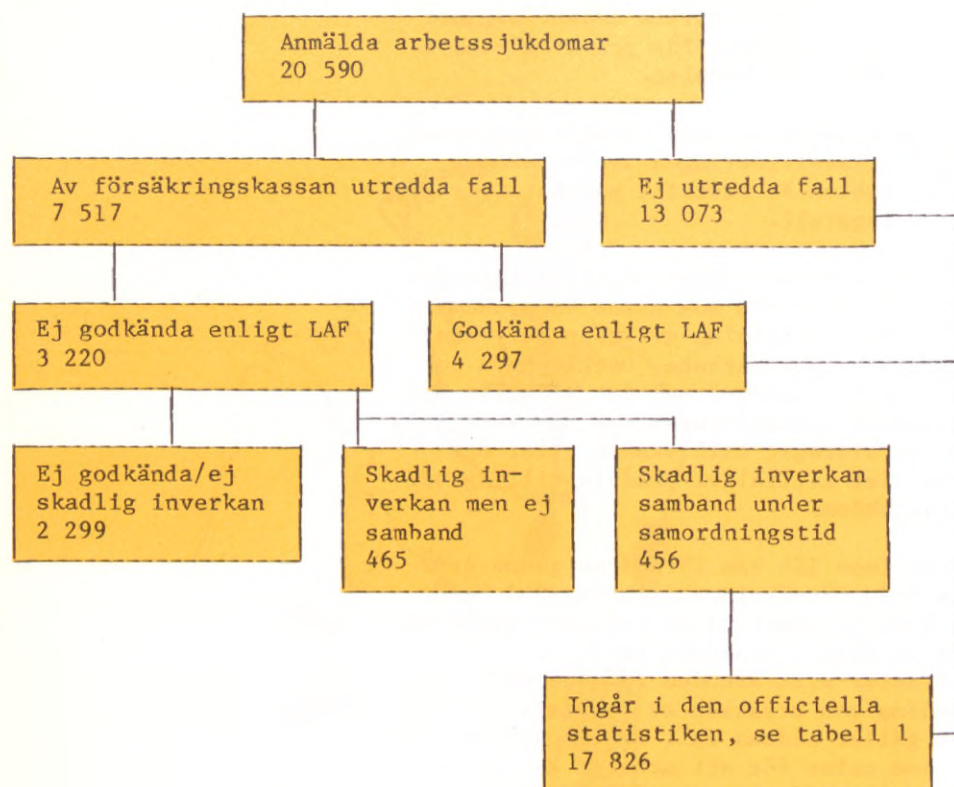 Anmälda arbetssjukdomar
20 590
Av försäkringskassan utredda fall
7 517
Ej utredda fall
13 073
Ej godkända enligt LAF
3 220
Godkända enligt LAF
4 297
Ej godkända/ej
skadlig inverkan
2 299
Skadlig in-
verkan men ej
samband
465
Skadlig inverkan
samband under
samordningstid
456
Ingår i den officiella
statistiken, se tabell 1
17 826